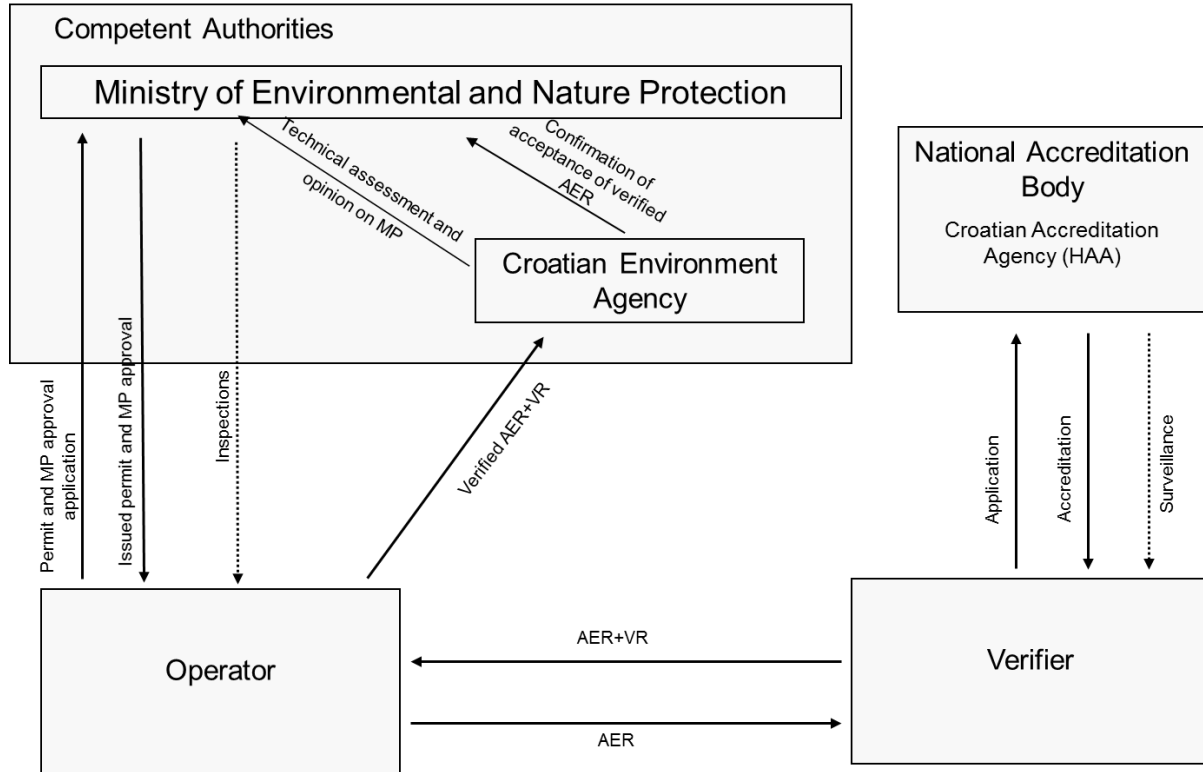 Competent Authorities
Ministry of Environmental and Nature Protection
Technical assessment and
opinion on MP
Confirmation of
acceptance of verified
AER
Croatian Environment
Agency
National Accreditation
Body
Croatian Accreditation
Agency (HAA)
Permit and MP approval
application
Issued permit and MP approval
Inspections
Verified AER+VR
Application
Accreditation
Surveillance
Operator
AER+VR
AER
Verifier